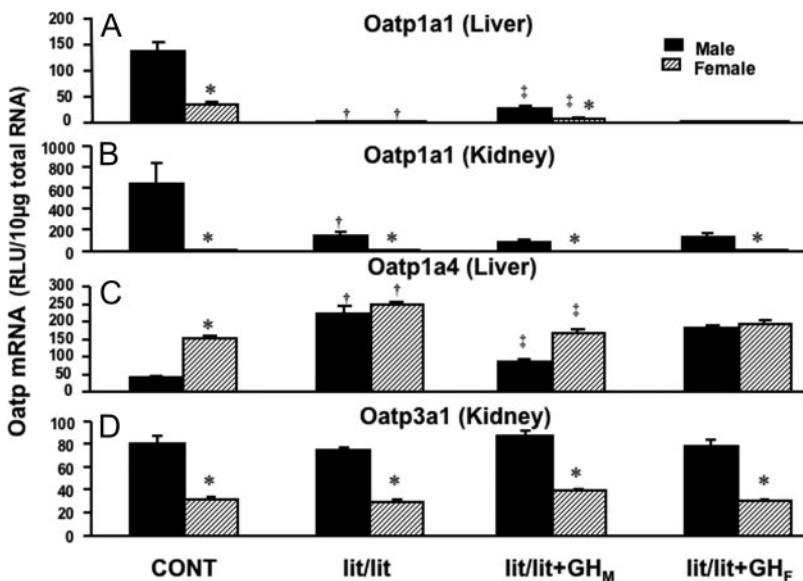 Oatp mRNA (RLU/10µg total RNA)
A
Oatp1a1 (Liver)
Male
Female
200
150
100
50
0
*
†
†
‡
‡ *
B
Oatp1a1 (Kidney)
1000
800
600
400
200
0
*
†
*
*
*
C
Oatp1a4 (Liver)
300
250
200
150
100
50
0
*
†
†
‡
‡
D
Oatp3a1 (Kidney)
100
80
60
40
20
0
*
*
*
*
CONT
lit/lit
lit/lit+GHM
lit/lit+GHF